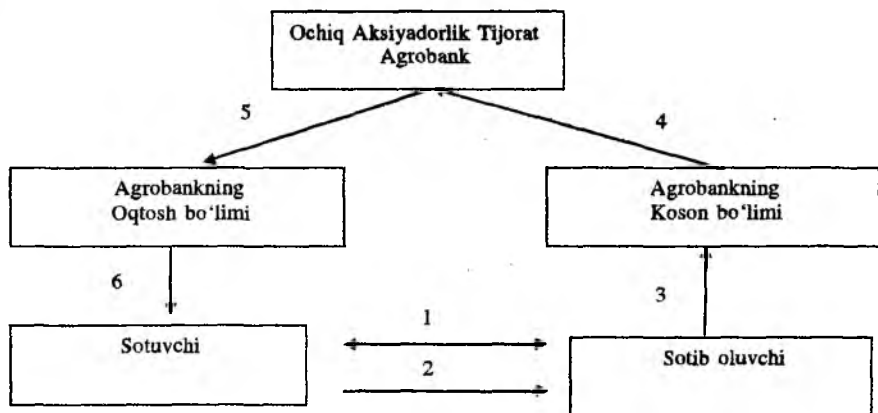 Ochiq Aksiyadorlik Tijorat
Agrobank
5
4
Agrobankning
Oqtosh bo‘limi
Agrobankning
Koson bo‘limi
6
3
1
Sotuvchi
Sotib oluvchi
2